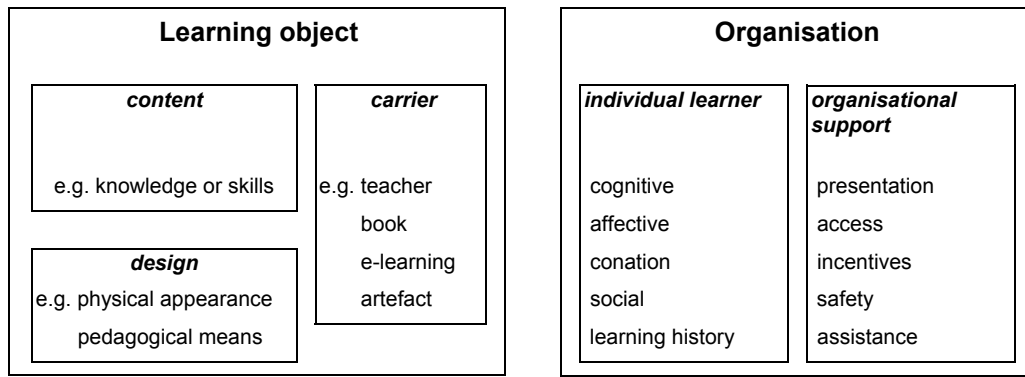 Learning object
content
e.g. knowledge or skills
design
e.g. physical appearance
pedagogical means
carrier
e.g. teacher
book
e-learning
artefact
Organisation
individual learner
cognitive
affective
conation
social
learning history
organisational
support
presentation
access
incentives
safety
assistance